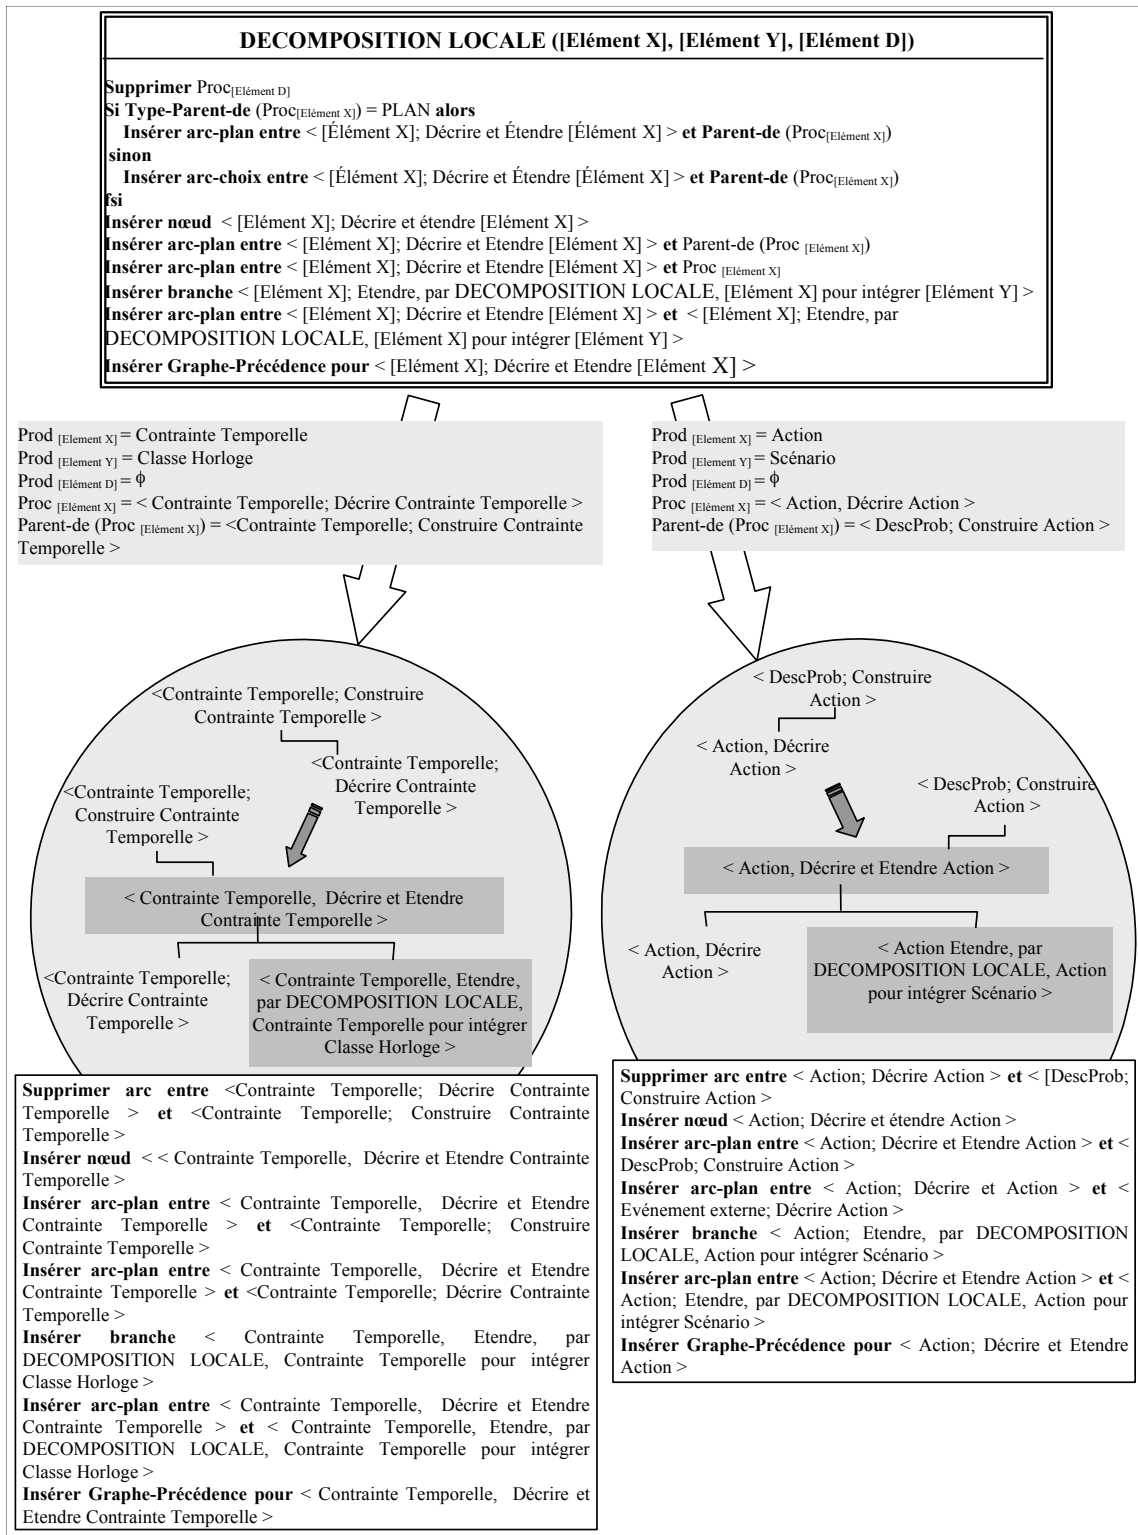 DECOMPOSITION LOCALE ([Elément X], [Elément Y], [Elément D])
Supprimer Proc[Elément D]
Si Type-Parent-de (Proc[Elément X]) = PLAN alors
Insérer arc-plan entre < [Élément X]; Décrire et Étendre [Élément X] > et Parent-de (Proc[Elément X])
sinon
Insérer arc-choix entre < [Élément X]; Décrire et Étendre [Élément X] > et Parent-de (Proc[Elément X])
fsi
Insérer nœud < [Elément X]; Décrire et étendre [Elément X] >
Insérer arc-plan entre < [Elément X]; Décrire et Etendre [Elément X] > et Parent-de (Proc [Elément X])
Insérer arc-plan entre < [Elément X]; Décrire et Etendre [Elément X] > et Proc [Elément X]
Insérer branche < [Elément X]; Etendre, par DECOMPOSITION LOCALE, [Elément X] pour intégrer [Elément Y] >
Insérer arc-plan entre < [Elément X]; Décrire et Etendre [Elément X] > et < [Elément X]; Etendre, par
DECOMPOSITION LOCALE, [Elément X] pour intégrer [Elément Y] >
Insérer Graphe-Précédence pour < [Elément X]; Décrire et Etendre [Elément X] >
Prod [Element X] = Contrainte Temporelle
Prod [Element Y] = Classe Horloge
Prod [Elément D] = ϕ
Proc [Elément X] = < Contrainte Temporelle; Décrire Contrainte Temporelle >
Parent-de (Proc [Elément X]) = <Contrainte Temporelle; Construire Contrainte
Temporelle >
Prod [Element X] = Action
Prod [Element Y] = Scénario
Prod [Elément D] = ϕ
Proc [Elément X] = < Action, Décrire Action >
Parent-de (Proc [Elément X]) = < DescProb; Construire Action >
<Contrainte Temporelle; Construire
Contrainte Temporelle >
<Contrainte Temporelle;
Décrire Contrainte
Temporelle >
<Contrainte Temporelle;
Construire Contrainte
Temporelle >
< Contrainte Temporelle, Décrire et Etendre
Contrainte Temporelle >
<Contrainte Temporelle;
Décrire Contrainte
Temporelle >
< Contrainte Temporelle, Etendre,
par DECOMPOSITION LOCALE,
Contrainte Temporelle pour intégrer
Classe Horloge >
< DescProb; Construire
Action >
< Action, Décrire
Action >
< DescProb; Construire
Action >
< Action, Décrire et Etendre Action >
< Action, Décrire
Action >
< Action Etendre, par
DECOMPOSITION LOCALE, Action
pour intégrer Scénario >
Supprimer arc entre <Contrainte Temporelle; Décrire Contrainte
Temporelle > et <Contrainte Temporelle; Construire Contrainte
Temporelle >
Insérer nœud < < Contrainte Temporelle, Décrire et Etendre Contrainte
Temporelle >
Insérer arc-plan entre < Contrainte Temporelle, Décrire et Etendre
Contrainte Temporelle > et <Contrainte Temporelle; Construire
Contrainte Temporelle >
Insérer arc-plan entre < Contrainte Temporelle, Décrire et Etendre
Contrainte Temporelle > et <Contrainte Temporelle; Décrire Contrainte
Temporelle >
Insérer branche < Contrainte Temporelle, Etendre, par
DECOMPOSITION LOCALE, Contrainte Temporelle pour intégrer
Classe Horloge >
Insérer arc-plan entre < Contrainte Temporelle, Décrire et Etendre
Contrainte Temporelle > et < Contrainte Temporelle, Etendre, par
DECOMPOSITION LOCALE, Contrainte Temporelle pour intégrer
Classe Horloge >
Insérer Graphe-Précédence pour < Contrainte Temporelle, Décrire et
Etendre Contrainte Temporelle >
Supprimer arc entre < Action; Décrire Action > et < [DescProb;
Construire Action >
Insérer nœud < Action; Décrire et étendre Action >
Insérer arc-plan entre < Action; Décrire et Etendre Action > et <
DescProb; Construire Action >
Insérer arc-plan entre < Action; Décrire et Action > et <
Evénement externe; Décrire Action >
Insérer branche < Action; Etendre, par DECOMPOSITION
LOCALE, Action pour intégrer Scénario >
Insérer arc-plan entre < Action; Décrire et Etendre Action > et <
Action; Etendre, par DECOMPOSITION LOCALE, Action pour
intégrer Scénario >
Insérer Graphe-Précédence pour < Action; Décrire et Etendre
Action >